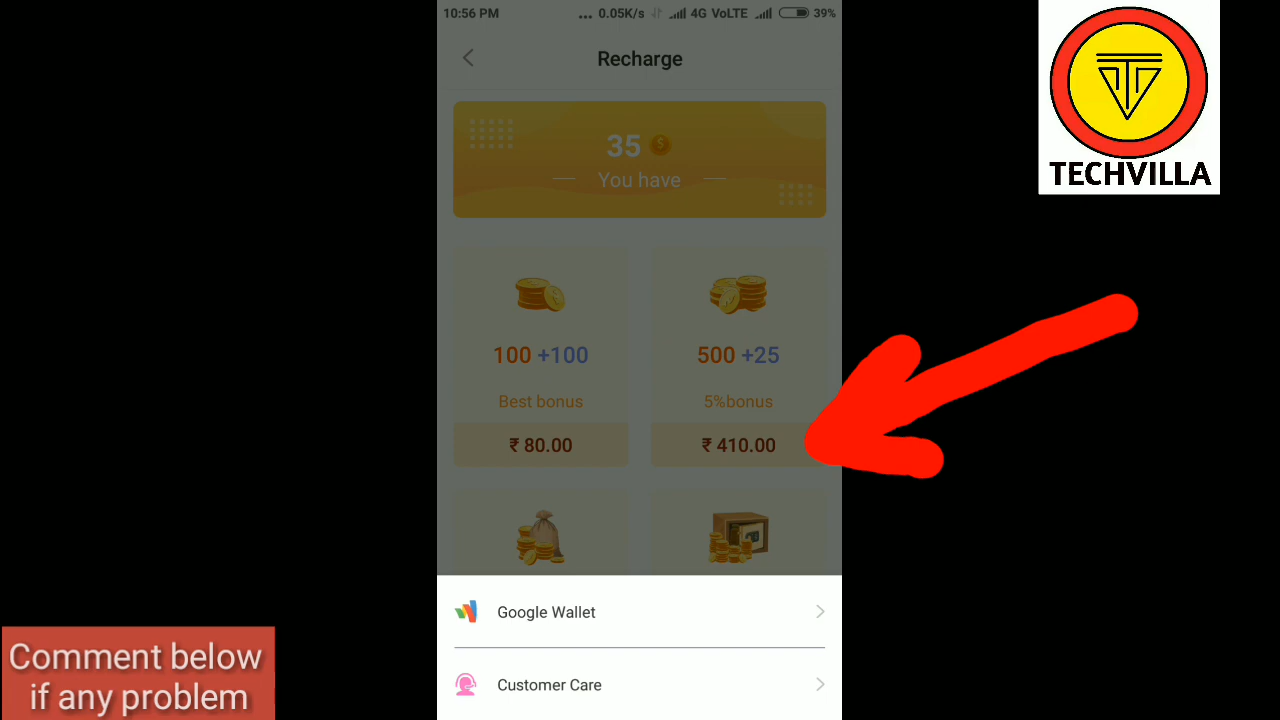 10:56 PM ... 0.05K/s 4G VoLTE 39%
Recharge
35
You have
100 +100
500 +25
Best bonus
5%bonus
₹ 80.00
₹ 410.00
Google Wallet
Customer Care
TECHVILLA
Comment below
if any problem